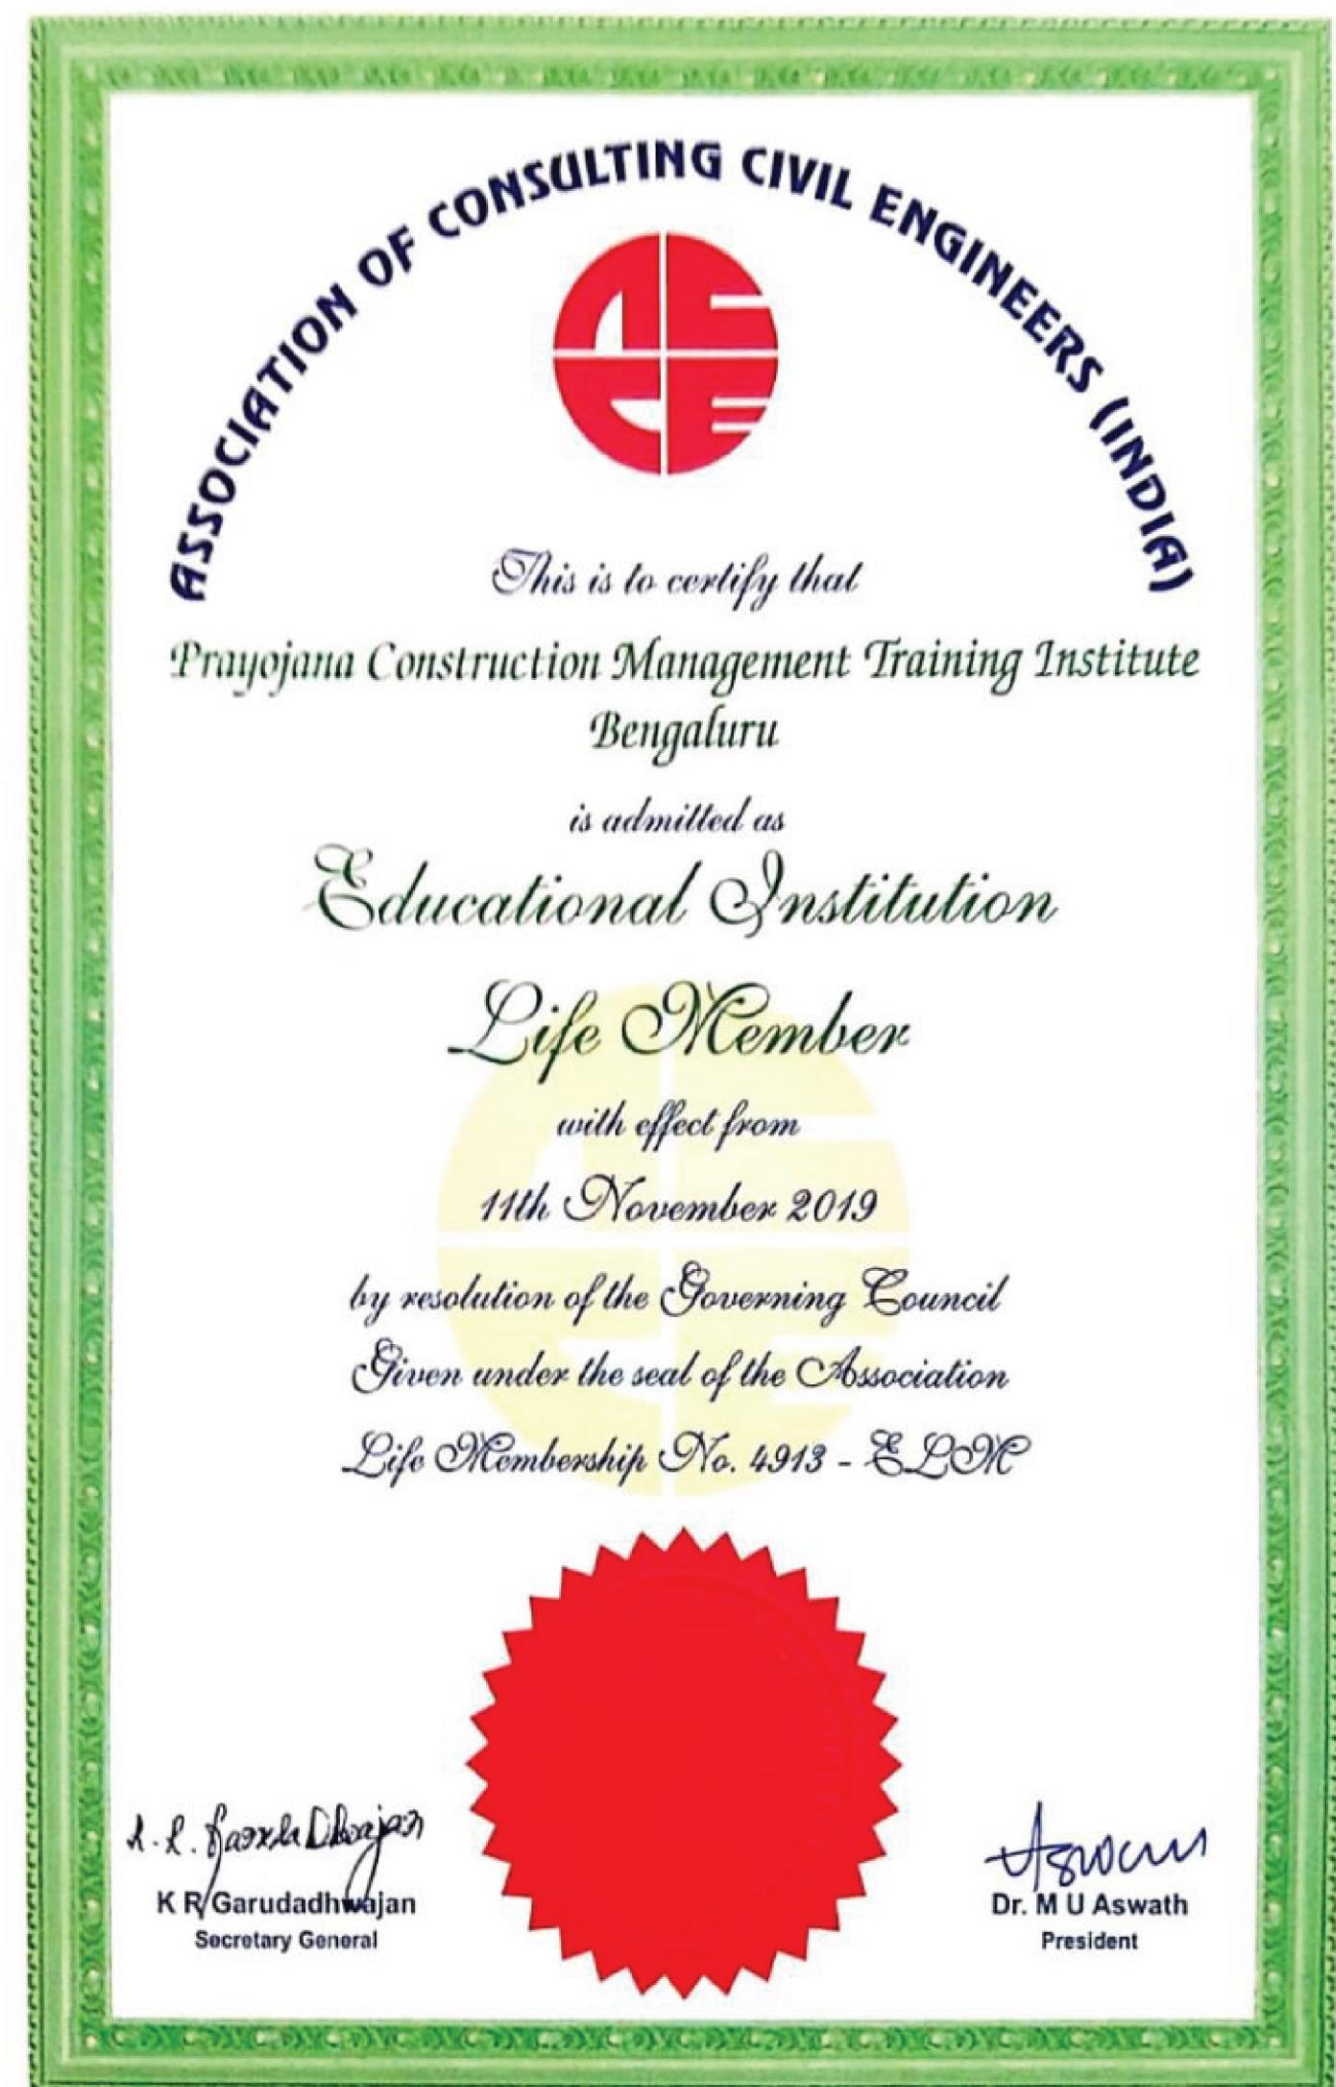 ASSOCIATION OF CONSULTING CIVIL ENGINEERS (INDIA)
ACCE
This is to certify that
Prayojana Construction Management Training Institute
Bengaluru
is admitted as
Educational Institution
Life Member
with effect from
11th November 2019
by resolution of the Governing Council
Given under the seal of the Association
Life Membership No. 4913 - ELM
K R Garudadhwajan
Secretary General
Dr. M U Aswath
President